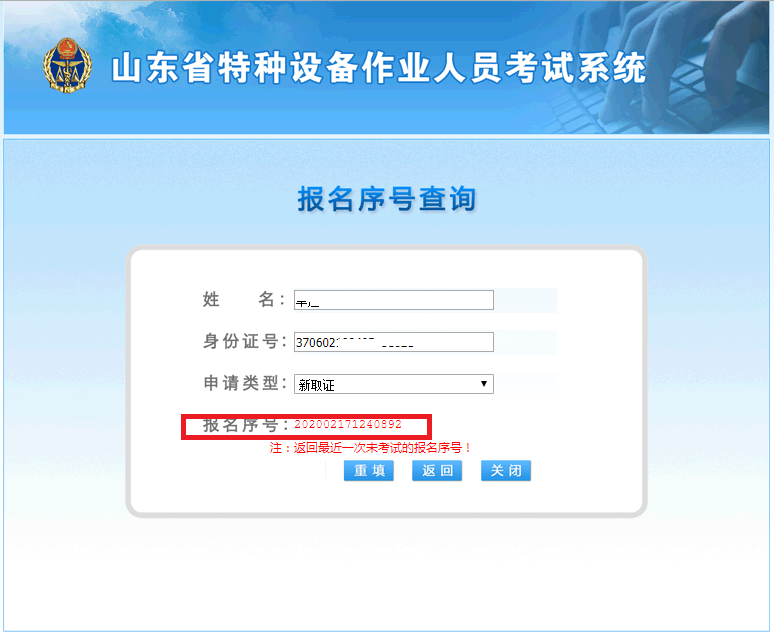 山东省特种设备作业人员考试系统
报名序号查询
姓 名：
身份证号： 370602
申请类型： 新取证
报名序号： 202002171240892
注：返回最近一次未考试的报名序号！
重 填 返 回 关 闭